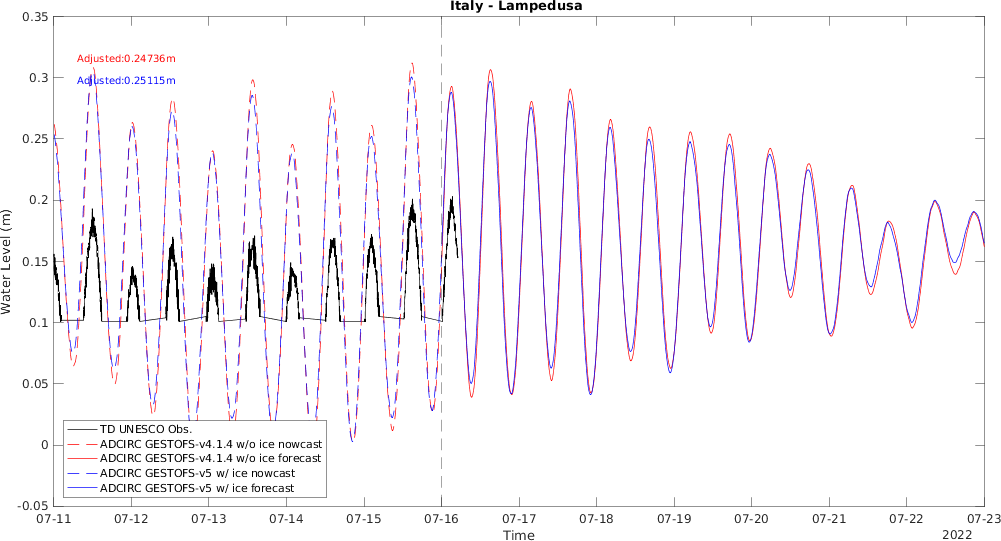 Italy - Lampedusa
0.35
0.3
0.25
0.2
0.15
0.1
0.05
0
-0.05
Water Level (m)
Adjusted:0.24736m
Adjusted:0.25115m
TD UNESCO Obs.
ADCIRC GESTOFS-v4.1.4 w/o ice nowcast
ADCIRC GESTOFS-v4.1.4 w/o ice forecast
ADCIRC GESTOFS-v5 w/ ice nowcast
ADCIRC GESTOFS-v5 w/ ice forecast
07-11 07-12 07-13 07-14 07-15 07-16 07-17 07-18 07-19 07-20 07-21 07-22 07-23
Time
2022